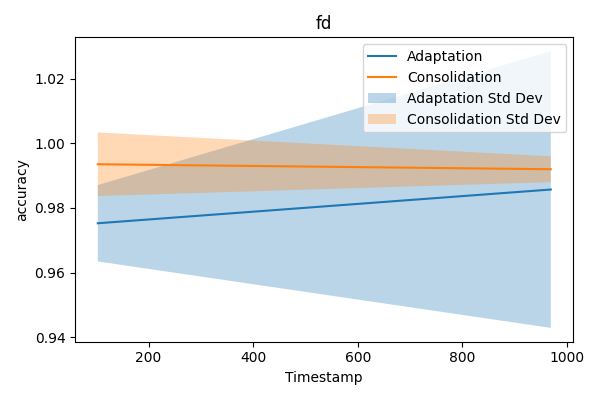 fd
Adaptation
Consolidation
Adaptation Std Dev
Consolidation Std Dev
1.02
1.00
0.98
0.96
0.94
accuracy
200
400
600
800
1000
Timestamp